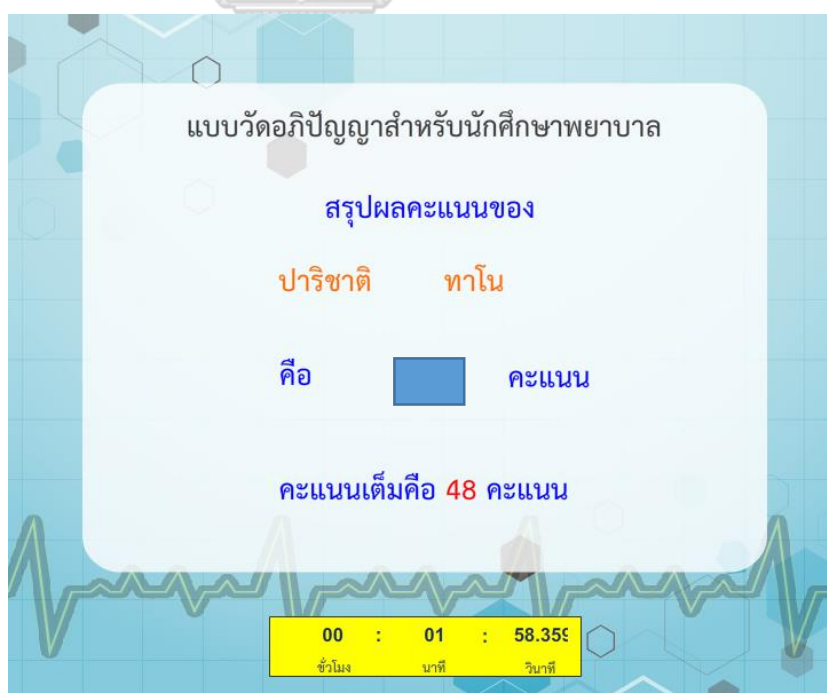 แบบวัดอภิปัญญาสำหรับนักศึกษาพยาบาล
สรุปผลคะแนนของ
ปาริชาติ ทาโน
คือ คะแนน
คะแนนเต็มคือ 48 คะแนน
00 : 01 : 58.359
ชั่วโมง นาที วินาที